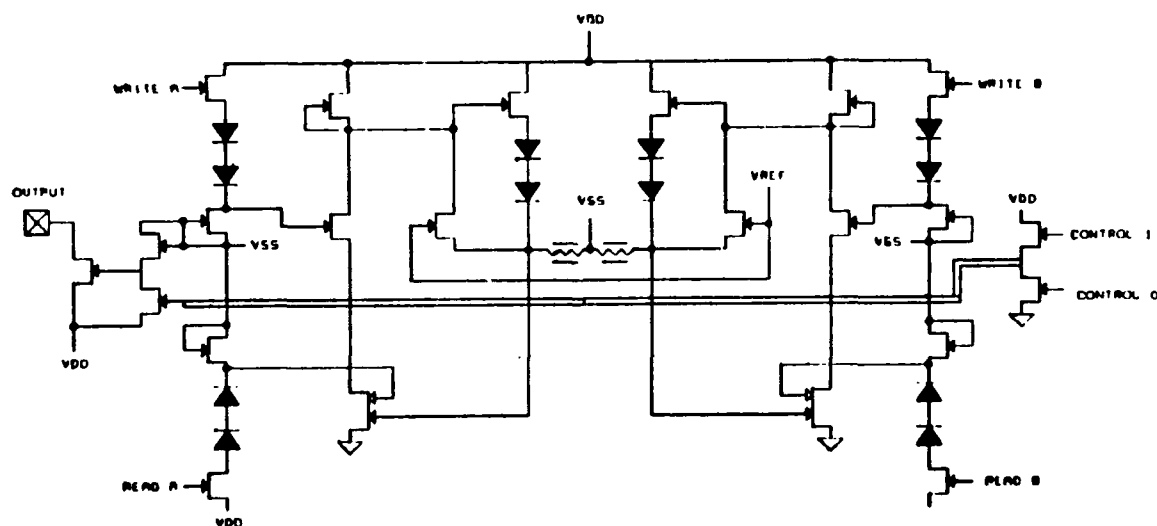 VDD
WRITE A
WRITE B
OUTPUT
VREF
VSS
VDD
VSS
VSS
CONTROL 1
CONTROL 0
VDD
READ A
READ B
VDD